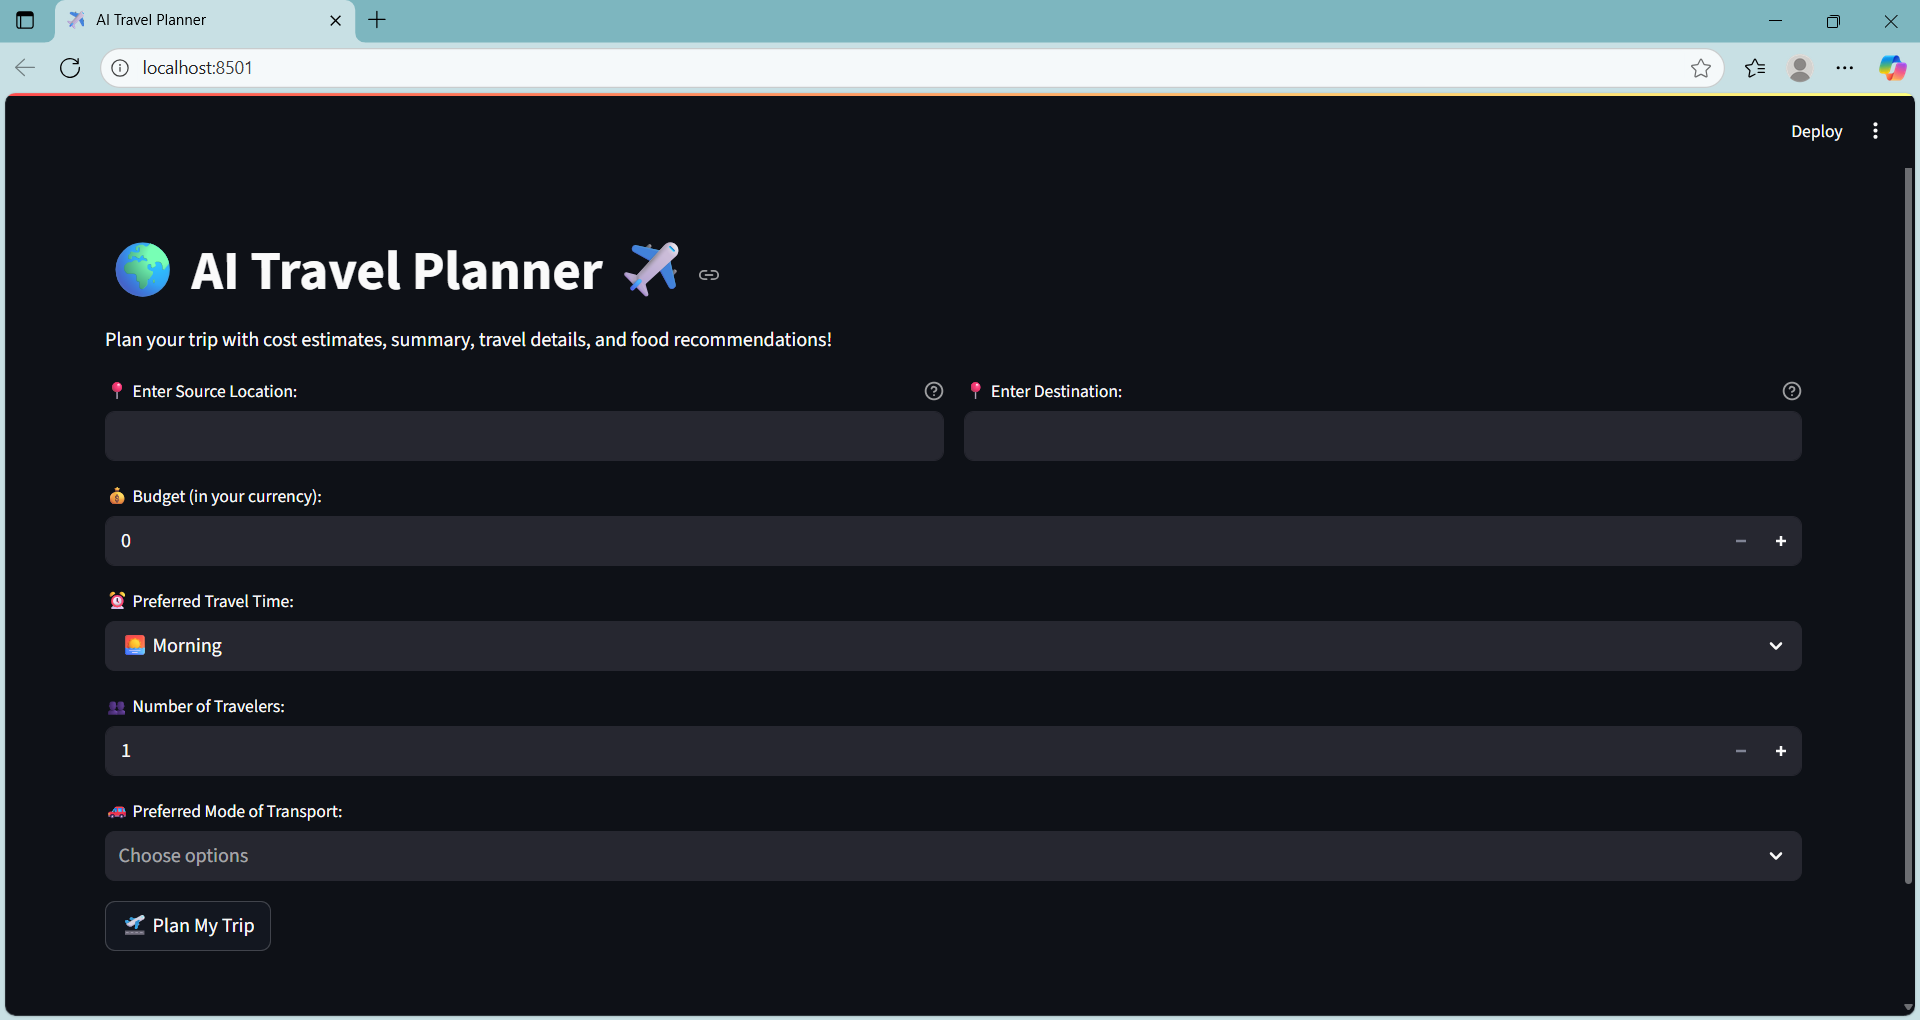 AI Travel Planner
localhost:8501
Deploy
AI Travel Planner
Plan your trip with cost estimates, summary, travel details, and food recommendations!
Enter Source Location:
Enter Destination:
Budget (in your currency):
0
Preferred Travel Time:
Morning
Number of Travelers:
1
Preferred Mode of Transport:
Choose options
Plan My Trip